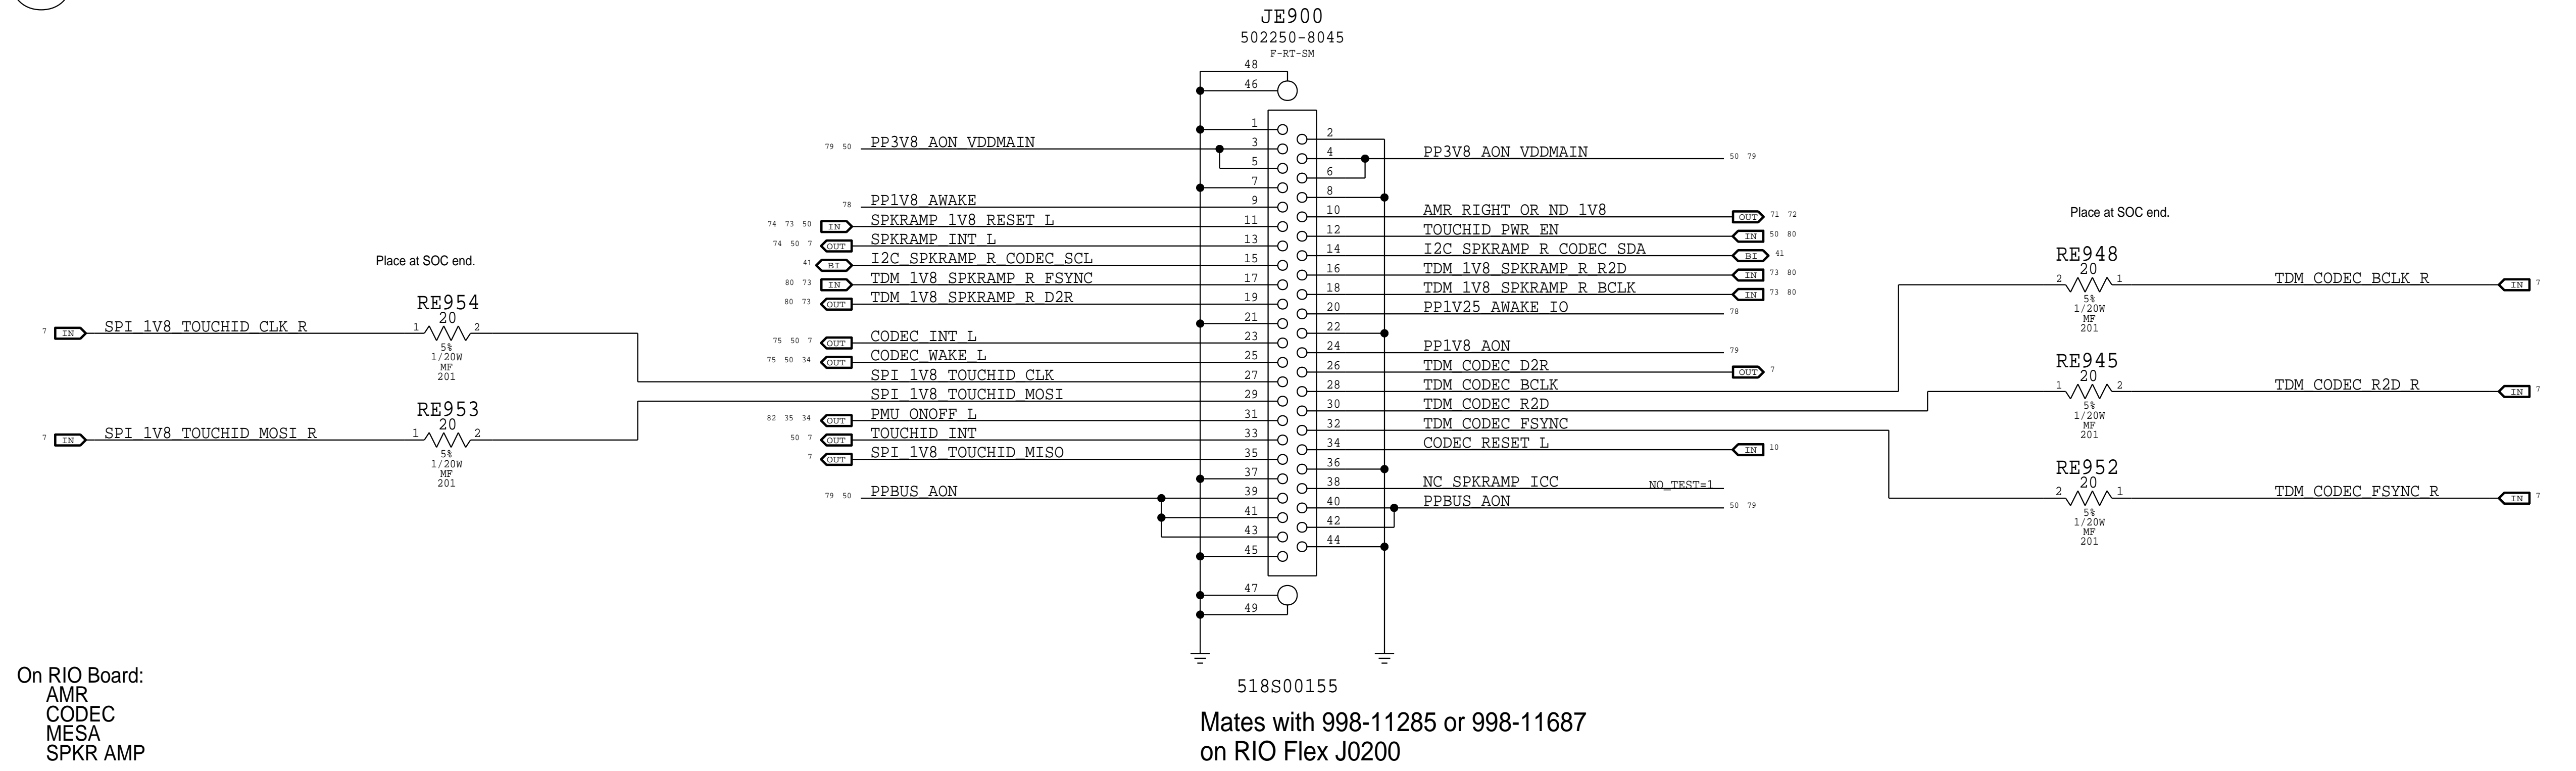 JE900
502250-8045
F-RT-SM
48
46
1
2
79 50 PP3V8_AON_VDDMAIN 3
4 PP3V8_AON_VDDMAIN 50 79
5
6
7
8
78 PP1V8_AWAKE 9
10 AMR_RIGHT_OR_ND_1V8 OUT 71 72
74 73 50 IN SPKRAMP_1V8_RESET_L 11
12 TOUCHID_PWR_EN IN 50 80
74 50 7 OUT SPKRAMP_INT_L 13
14 I2C_SPKRAMP_R_CODEC_SDA BI 41
41 BI I2C_SPKRAMP_R_CODEC_SCL 15
16 TDM_1V8_SPKRAMP_R_R2D IN 73 80
80 73 IN TDM_1V8_SPKRAMP_R_FSYNC 17
18 TDM_1V8_SPKRAMP_R_BCLK IN 73 80
80 73 OUT TDM_1V8_SPKRAMP_R_D2R 19
20 PP1V25_AWAKE_IO 78
21
22
75 50 7 OUT CODEC_INT_L 23
24 PP1V8_AON 79
75 50 34 OUT CODEC_WAKE_L 25
26 TDM_CODEC_D2R OUT 7
SPI_1V8_TOUCHID_CLK 27
28 TDM_CODEC_BCLK
SPI_1V8_TOUCHID_MOSI 29
30 TDM_CODEC_R2D
82 35 34 OUT PMU_ONOFF_L 31
32 TDM_CODEC_FSYNC
50 7 OUT TOUCHID_INT 33
34 CODEC_RESET_L IN 10
7 OUT SPI_1V8_TOUCHID_MISO 35
36
37
38 NC_SPKRAMP_ICC NO_TEST=1
79 50 PPBUS_AON 39
40 PPBUS_AON 50 79
41
42
43
44
45
47
49
Place at SOC end.
RE954
20
7 IN SPI_1V8_TOUCHID_CLK_R 1 2
5%
1/20W
MF
201
RE953
20
7 IN SPI_1V8_TOUCHID_MOSI_R 1 2
5%
1/20W
MF
201
Place at SOC end.
RE948
20
2 1 TDM_CODEC_BCLK_R IN 7
5%
1/20W
MF
201
RE945
20
1 2 TDM_CODEC_R2D_R IN 7
5%
1/20W
MF
201
RE952
20
2 1 TDM_CODEC_FSYNC_R IN 7
5%
1/20W
MF
201
On RIO Board:
AMR
CODEC
MESA
SPKR AMP
518S00155
Mates with 998-11285 or 998-11687
on RIO Flex J0200